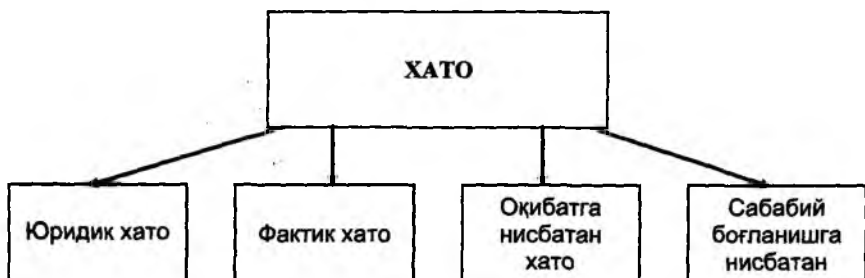 ХАТО
Юридик хато
Фактик хато
Оқибатга
нисбатан
хато
Сабабий
боғланишга
нисбатан